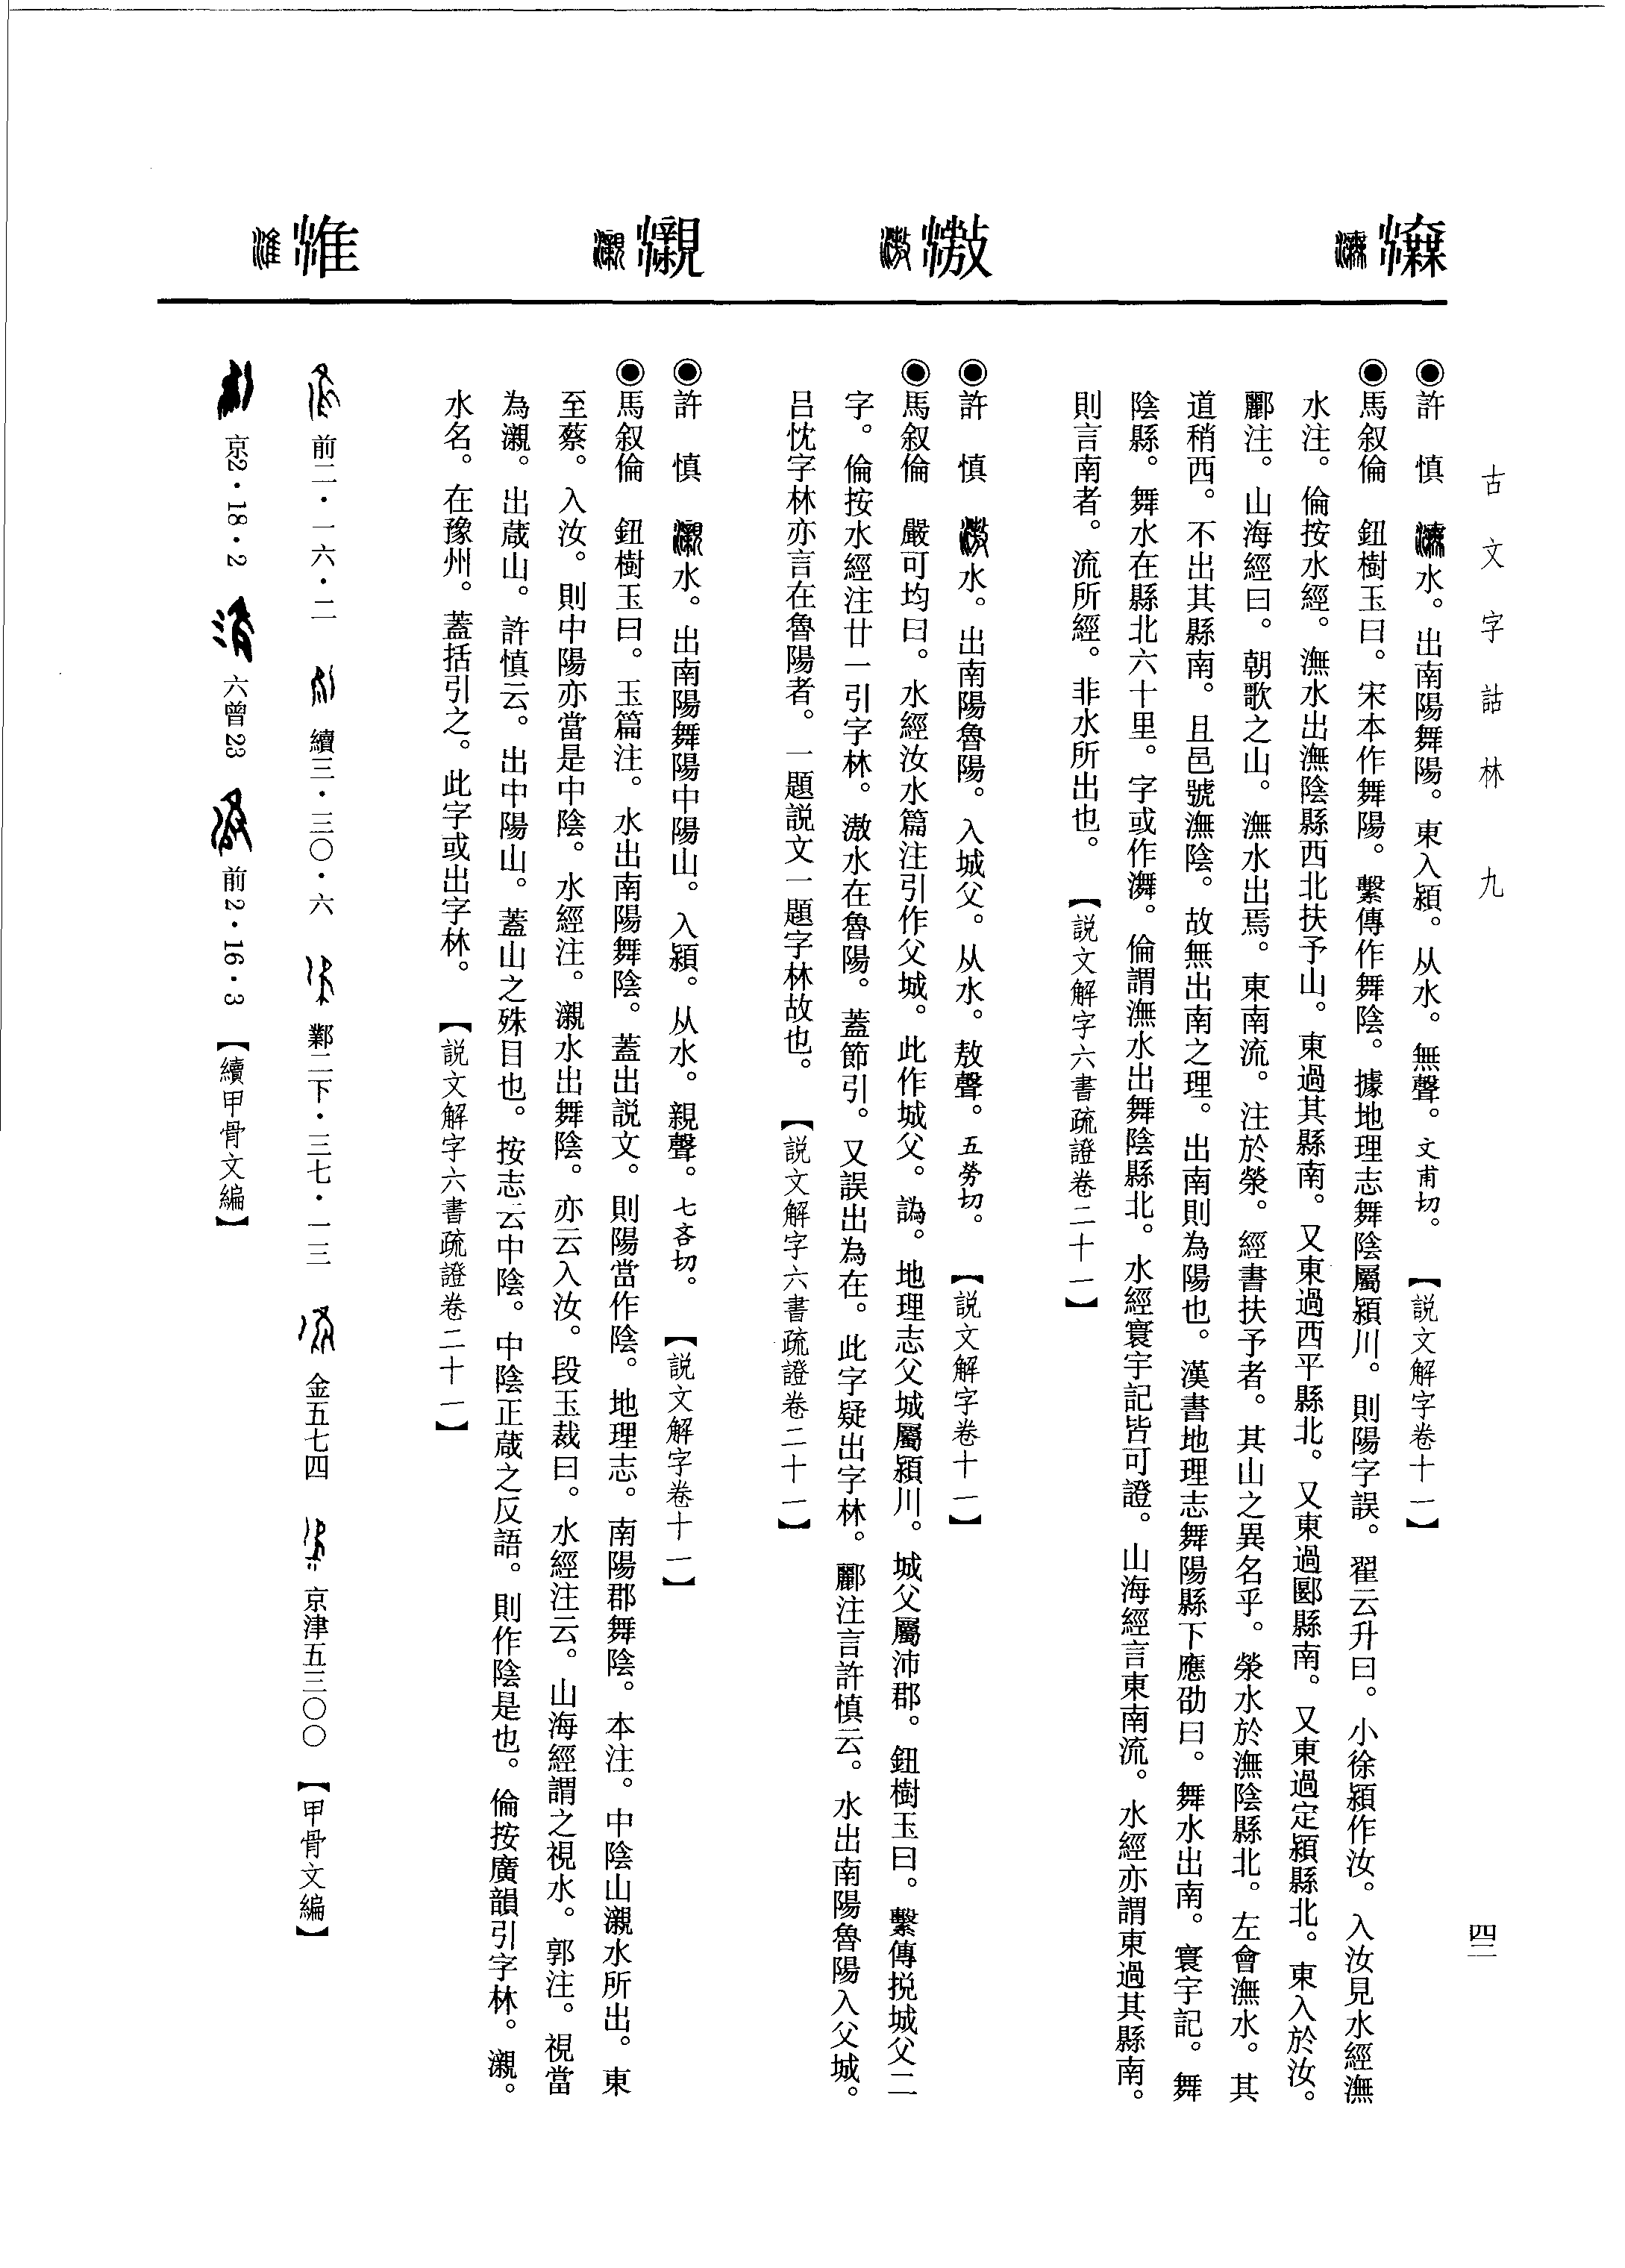 古文字詁林 九
四二
潕
●許 慎 水。出南陽舞陽。東入潁。从水。無聲。文甫切。【説文解字卷十一】
●馬叙倫 鈕樹玉曰。宋本作舞陽。繫傳作舞陰。據地理志舞陰屬潁川。則陽字誤。翟云升曰。小徐潁作汝。入汝見水經潕
水注。倫按水經。潕水出潕陰縣西北扶予山。東過其縣南。又東過西平縣北。又東過郾縣南。又東過定潁縣北。東入於汝。
酈注。山海經曰。朝歌之山。潕水出焉。東南流。注於滎。經書扶予者。其山之異名乎。滎水於潕陰縣北。左會潕水。其
道稍西。不出其縣南。且邑號潕陰。故無出南之理。出南則為陽也。漢書地理志舞陽縣下應劭曰。舞水出南。寰宇記。舞
陰縣。舞水在縣北六十里。字或作㵲。倫謂潕水出舞陰縣北。水經寰宇記皆可證。山海經言東南流。水經亦謂東過其縣南。
則言南者。流所經。非水所出也。【説文解字六書疏證卷二十一】
滶
●許 慎 水。出南陽魯陽。入城父。从水。敖聲。五勞切。【説文解字卷十一】
●馬叙倫 嚴可均曰。水經汝水篇注引作父城。此作城父。譌。地理志父城屬潁川。城父屬沛郡。鈕樹玉曰。繫傳挩城父二
字。倫按水經注廿一引字林。滶水在魯陽。蓋節引。又誤出為在。此字疑出字林。酈注言許慎云。水出南陽魯陽入父城。
吕忱字林亦言在魯陽者。一題説文一題字林故也。【説文解字六書疏證卷二十一】
瀙
●許 慎 水。出南陽舞陽中陽山。入潁。从水。親聲。七吝切。【説文解字卷十一】
●馬叙倫 鈕樹玉曰。玉篇注。水出南陽舞陰。蓋出説文。則陽當作陰。地理志。南陽郡舞陰。本注。中陰山瀙水所出。東
至蔡。入汝。則中陽亦當是中陰。水經注。瀙水出舞陰。亦云入汝。段玉裁曰。水經注云。山海經謂之視水。郭注。視當
為瀙。出葴山。許慎云。出中陽山。蓋山之殊目也。按志云中陰。中陰正葴之反語。則作陰是也。倫按廣韻引字林。瀙。
水名。在豫州。蓋括引之。此字或出字林。【説文解字六書疏證卷二十一】
淮
前二·一六·二 續三·三〇·六 鄴二下·三七·一三 金五七四 京津五三〇〇 【甲骨文編】
京2·18·2 六曾23 前2·16·3 【續甲骨文編】